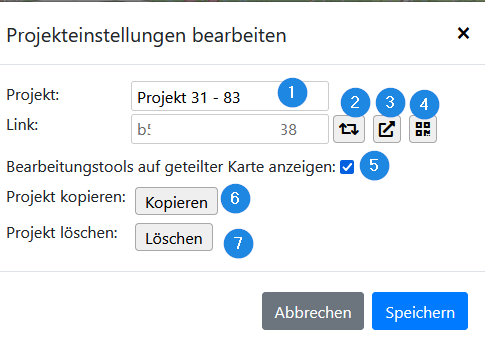 Projekteinstellungen bearbeiten ×
Projekt: Projekt 31 - 83 1
Link: 38 2 3 4
Bearbeitungstools auf geteilter Karte anzeigen: 5
Projekt kopieren: Kopieren 6
Projekt löschen: Löschen 7
Abbrechen Speichern